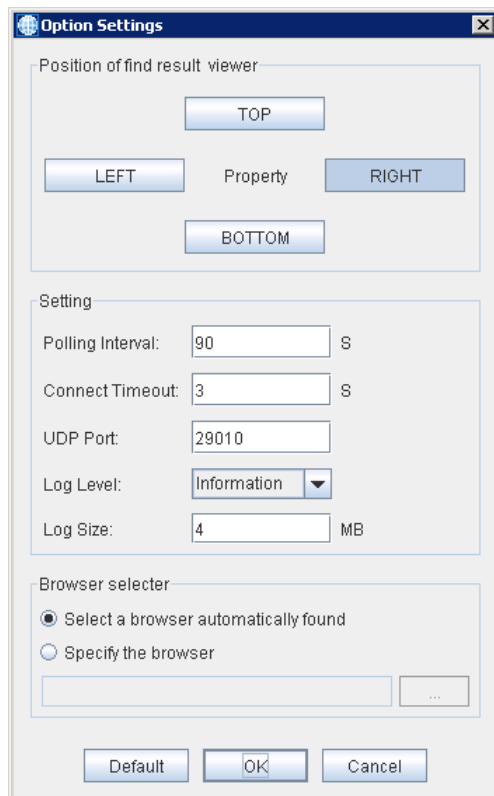 Option Settings
Position of find result viewer
TOP
LEFT Property RIGHT
BOTTOM
Setting
Polling Interval: 90 S
Connect Timeout: 3 S
UDP Port: 29010
Log Level: Information
Log Size: 4 MB
Browser selecter
Select a browser automatically found
Specify the browser
...
Default OK Cancel